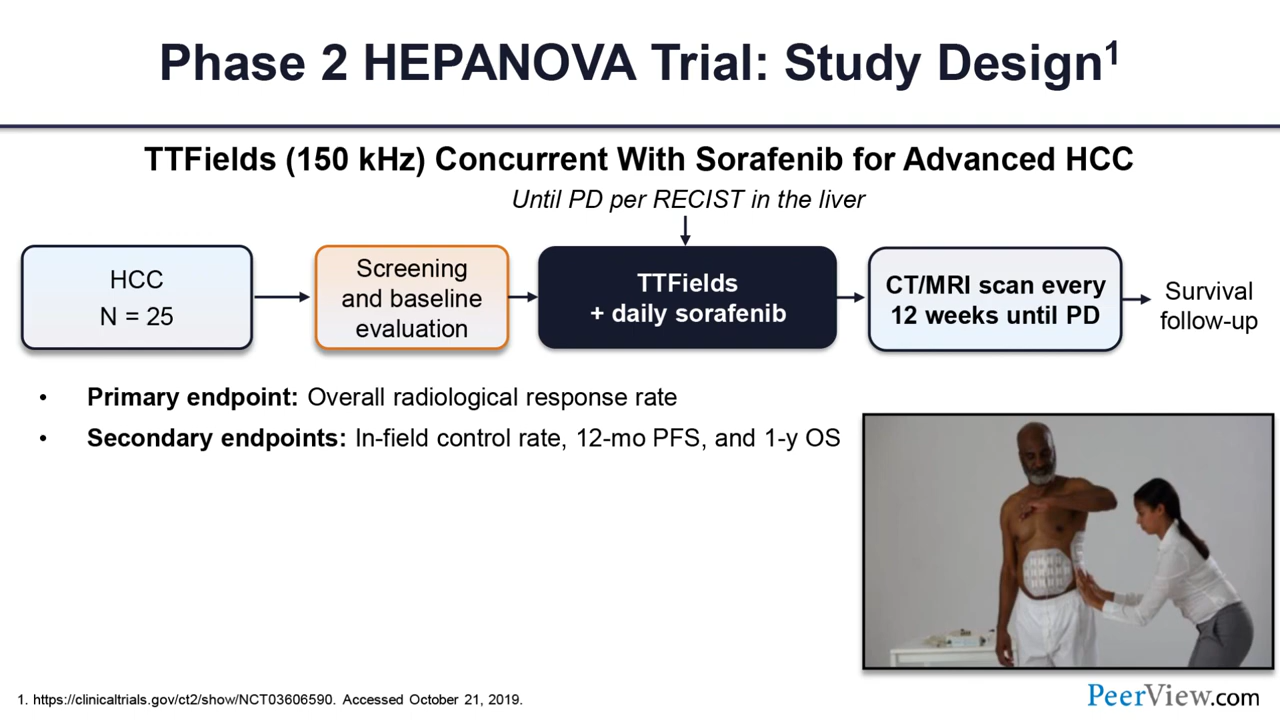 Phase 2 HEPANOVA Trial: Study Design1
TTFields (150 kHz) Concurrent With Sorafenib for Advanced HCC
Until PD per RECIST in the liver
HCC
N = 25
Screening
and baseline
evaluation
TTFields
+ daily sorafenib
CT/MRI scan every
12 weeks until PD
Survival
follow-up
• Primary endpoint: Overall radiological response rate
• Secondary endpoints: In-field control rate, 12-mo PFS, and 1-y OS
1. https://clinicaltrials.gov/ct2/show/NCT03606590. Accessed October 21, 2019.
PeerView.com